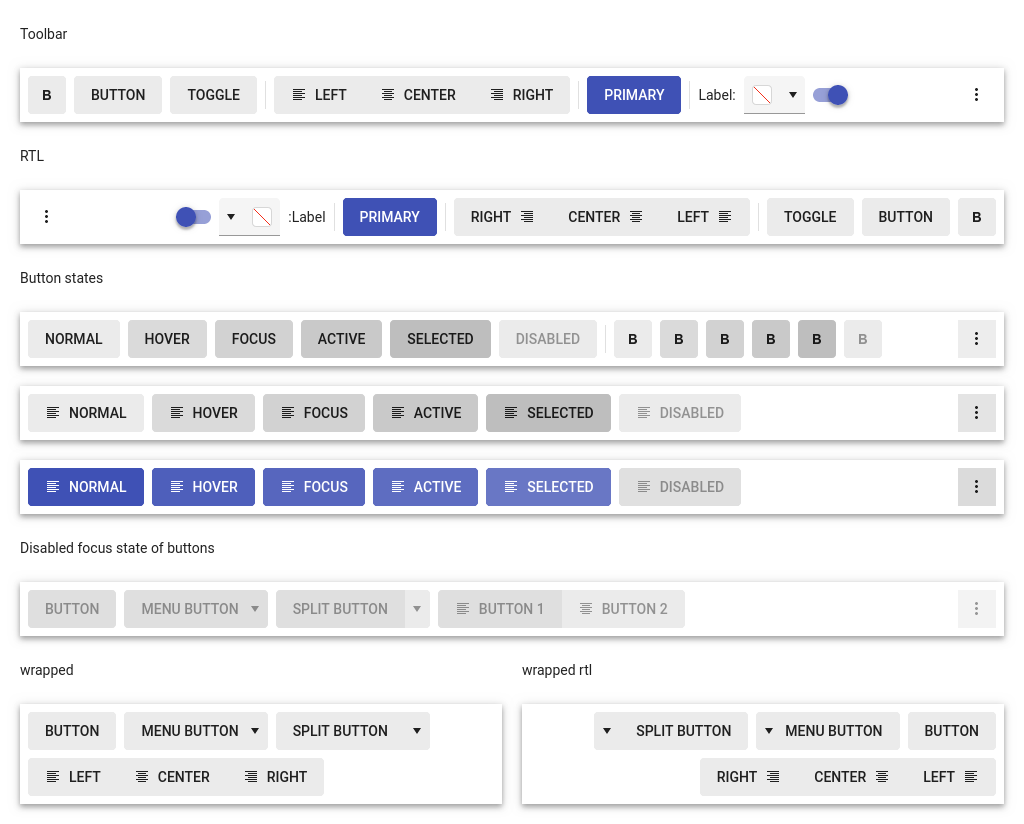 Toolbar
B BUTTON TOGGLE LEFT CENTER RIGHT PRIMARY Label:
RTL
:Label PRIMARY RIGHT CENTER LEFT TOGGLE BUTTON B
Button states
NORMAL HOVER FOCUS ACTIVE SELECTED DISABLED B B B B B B
NORMAL HOVER FOCUS ACTIVE SELECTED DISABLED
NORMAL HOVER FOCUS ACTIVE SELECTED DISABLED
Disabled focus state of buttons
BUTTON MENU BUTTON SPLIT BUTTON BUTTON 1 BUTTON 2
wrapped
BUTTON MENU BUTTON SPLIT BUTTON
LEFT CENTER RIGHT
wrapped rtl
SPLIT BUTTON MENU BUTTON BUTTON
RIGHT CENTER LEFT